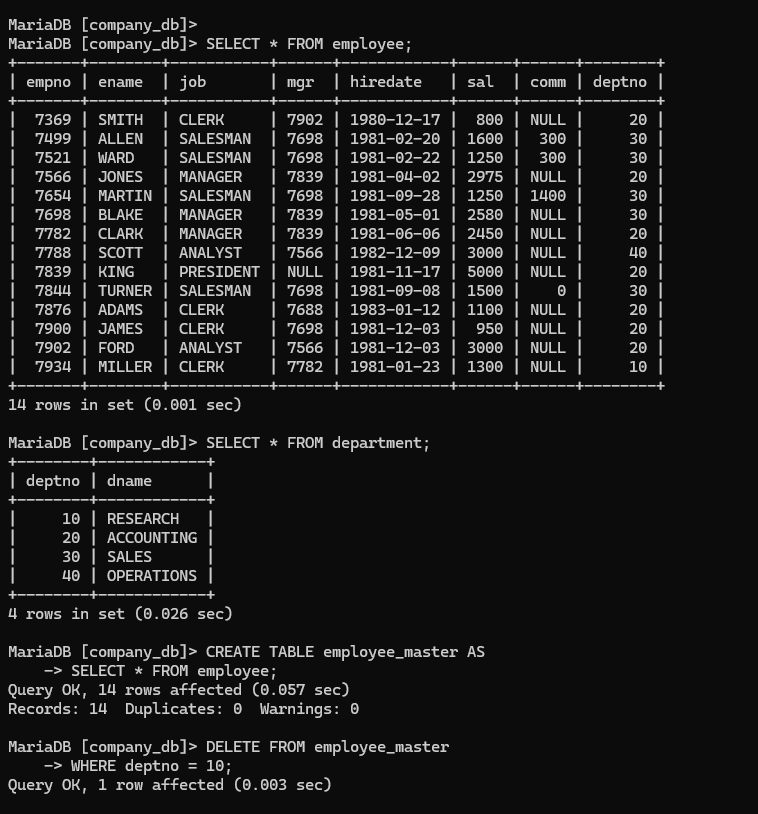 MariaDB [company_db]>
MariaDB [company_db]> SELECT * FROM employee;
+-------+--------+-----------+------+------------+------+------+--------+
| empno | ename  | job       | mgr  | hiredate   | sal  | comm | deptno |
+-------+--------+-----------+------+------------+------+------+--------+
|  7369 | SMITH  | CLERK     | 7902 | 1980-12-17 |  800 | NULL |     20 |
|  7499 | ALLEN  | SALESMAN  | 7698 | 1981-02-20 | 1600 |  300 |     30 |
|  7521 | WARD   | SALESMAN  | 7698 | 1981-02-22 | 1250 |  300 |     30 |
|  7566 | JONES  | MANAGER   | 7839 | 1981-04-02 | 2975 | NULL |     20 |
|  7654 | MARTIN | SALESMAN  | 7698 | 1981-09-28 | 1250 | 1400 |     30 |
|  7698 | BLAKE  | MANAGER   | 7839 | 1981-05-01 | 2580 | NULL |     30 |
|  7782 | CLARK  | MANAGER   | 7839 | 1981-06-06 | 2450 | NULL |     20 |
|  7788 | SCOTT  | ANALYST   | 7566 | 1982-12-09 | 3000 | NULL |     40 |
|  7839 | KING   | PRESIDENT | NULL | 1981-11-17 | 5000 | NULL |     20 |
|  7844 | TURNER | SALESMAN  | 7698 | 1981-09-08 | 1500 |    0 |     30 |
|  7876 | ADAMS  | CLERK     | 7688 | 1983-01-12 | 1100 | NULL |     20 |
|  7900 | JAMES  | CLERK     | 7698 | 1981-12-03 |  950 | NULL |     20 |
|  7902 | FORD   | ANALYST   | 7566 | 1981-12-03 | 3000 | NULL |     20 |
|  7934 | MILLER | CLERK     | 7782 | 1981-01-23 | 1300 | NULL |     10 |
+-------+--------+-----------+------+------------+------+------+--------+
14 rows in set (0.001 sec)
MariaDB [company_db]> SELECT * FROM department;
+--------+------------+
| deptno | dname      |
+--------+------------+
|     10 | RESEARCH   |
|     20 | ACCOUNTING |
|     30 | SALES      |
|     40 | OPERATIONS |
+--------+------------+
4 rows in set (0.026 sec)
MariaDB [company_db]> CREATE TABLE employee_master AS
    -> SELECT * FROM employee;
Query OK, 14 rows affected (0.057 sec)
Records: 14  Duplicates: 0  Warnings: 0
MariaDB [company_db]> DELETE FROM employee_master
    -> WHERE deptno = 10;
Query OK, 1 row affected (0.003 sec)